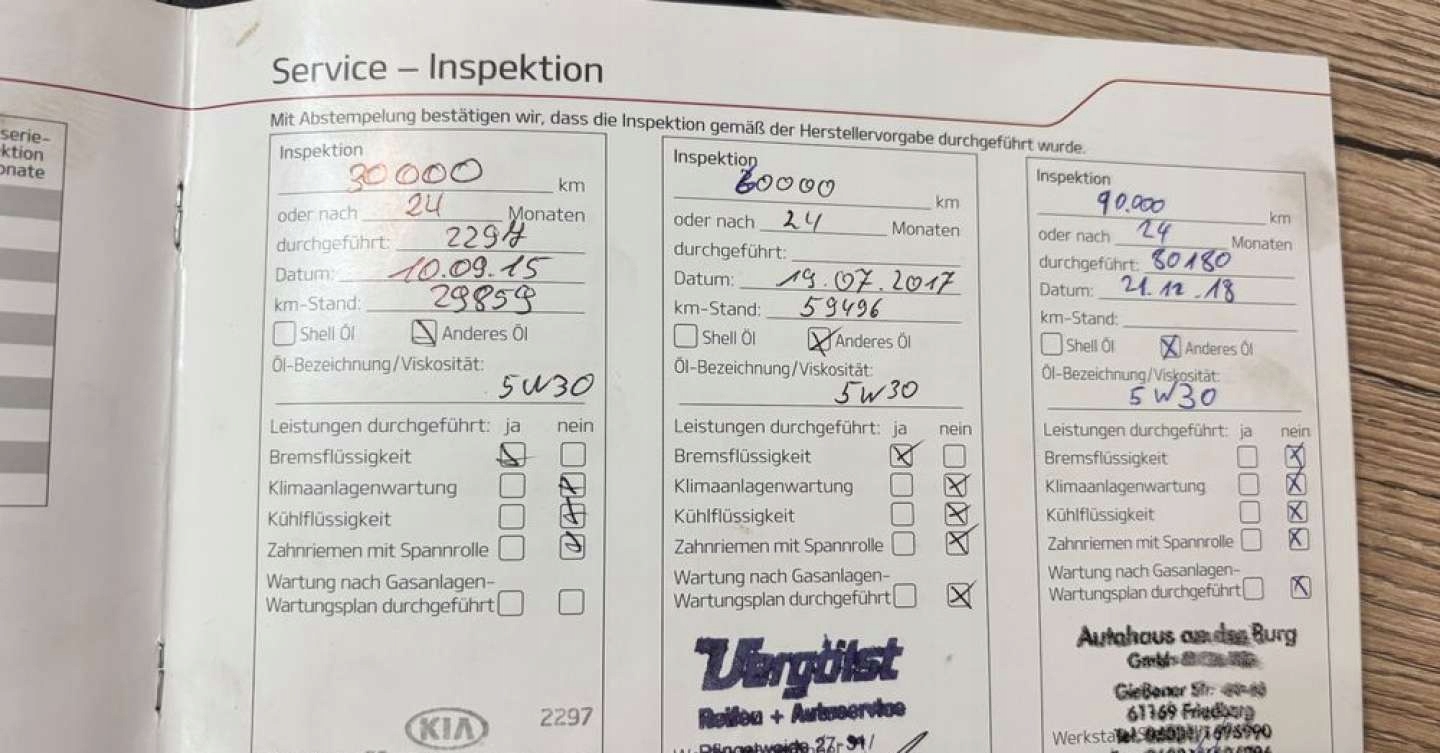 serie-
ktion
onate
Service – Inspektion
Mit Abstempelung bestätigen wir, dass die Inspektion gemäß der Herstellervorgabe durchgeführt wurde.
Inspektion
30000 km
oder nach 24 Monaten
durchgeführt: 2297
Datum: 10.09.15
km-Stand: 29859
Shell Öl Anderes Öl
Öl-Bezeichnung/Viskosität:
5W30
Leistungen durchgeführt: ja nein
Bremsflüssigkeit
Klimaanlagenwartung
Kühlflüssigkeit
Zahnriemen mit Spannrolle
Wartung nach Gasanlagen-
Wartungsplan durchgeführt
KIA 2297
Inspektion
60000 km
oder nach 24 Monaten
durchgeführt:
Datum: 19.07.2017
km-Stand: 59496
Shell Öl Anderes Öl
Öl-Bezeichnung/Viskosität:
5W30
Leistungen durchgeführt: ja nein
Bremsflüssigkeit
Klimaanlagenwartung
Kühlflüssigkeit
Zahnriemen mit Spannrolle
Wartung nach Gasanlagen-
Wartungsplan durchgeführt
Vergölst
Reifen + Autoservice
Inspektion
90.000 km
oder nach 24 Monaten
durchgeführt: 80180
Datum: 21.12.18
km-Stand:
Shell Öl Anderes Öl
Öl-Bezeichnung/Viskosität:
5W30
Leistungen durchgeführt: ja nein
Bremsflüssigkeit
Klimaanlagenwartung
Kühlflüssigkeit
Zahnriemen mit Spannrolle
Wartung nach Gasanlagen-
Wartungsplan durchgeführt
Autohaus an der Burg
GmbH
Gießener Str.
61169 Friedberg